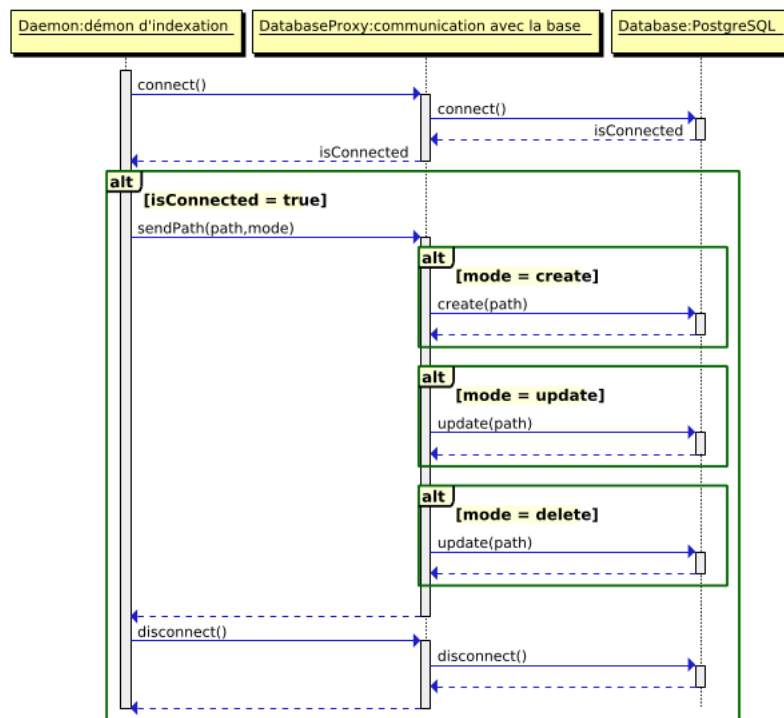 Daemon:démon d'indexation
DatabaseProxy:communication avec la base
Database:PostgreSQL
connect()
connect()
isConnected
isConnected
alt
[isConnected = true]
sendPath(path,mode)
alt
[mode = create]
create(path)
alt
[mode = update]
update(path)
alt
[mode = delete]
update(path)
disconnect()
disconnect()